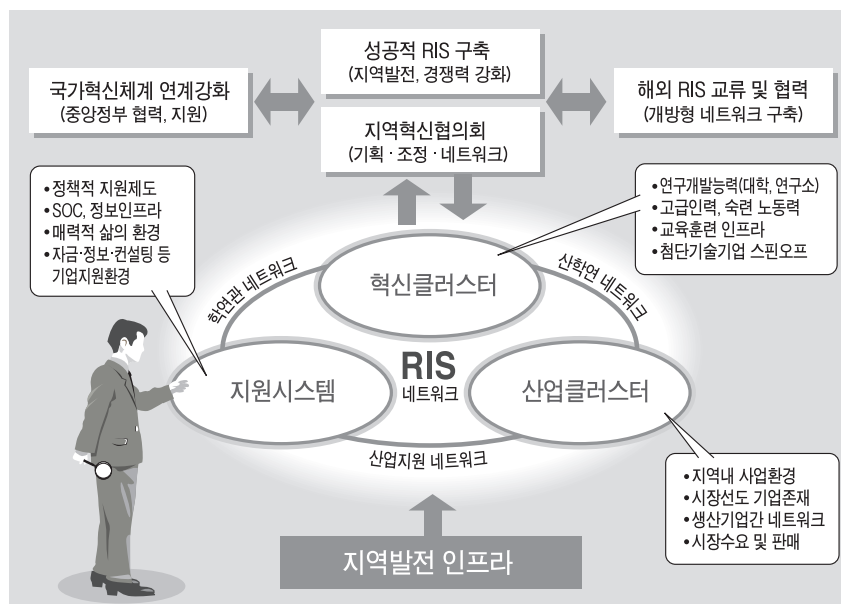 성공적 RIS 구축
(지역발전, 경쟁력 강화)
국가혁신체계 연계강화
(중앙정부 협력, 지원)
해외 RIS 교류 및 협력
(개방형 네트워크 구축)
지역혁신협의회
(기획·조정·네트워크)
•정책적 지원제도
•SOC, 정보인프라
•매력적 삶의 환경
•자금·정보·컨설팅 등
기업지원환경
•연구개발능력(대학, 연구소)
•고급인력, 숙련 노동력
•교육훈련 인프라
•첨단기술기업 스핀오프
학연관 네트워크
혁신클러스터
산학연 네트워크
지원시스템
RIS
네트워크
산업클러스터
산업지원 네트워크
•지역내 사업환경
•시장선도 기업존재
•생산기업간 네트워크
•시장수요 및 판매
지역발전 인프라